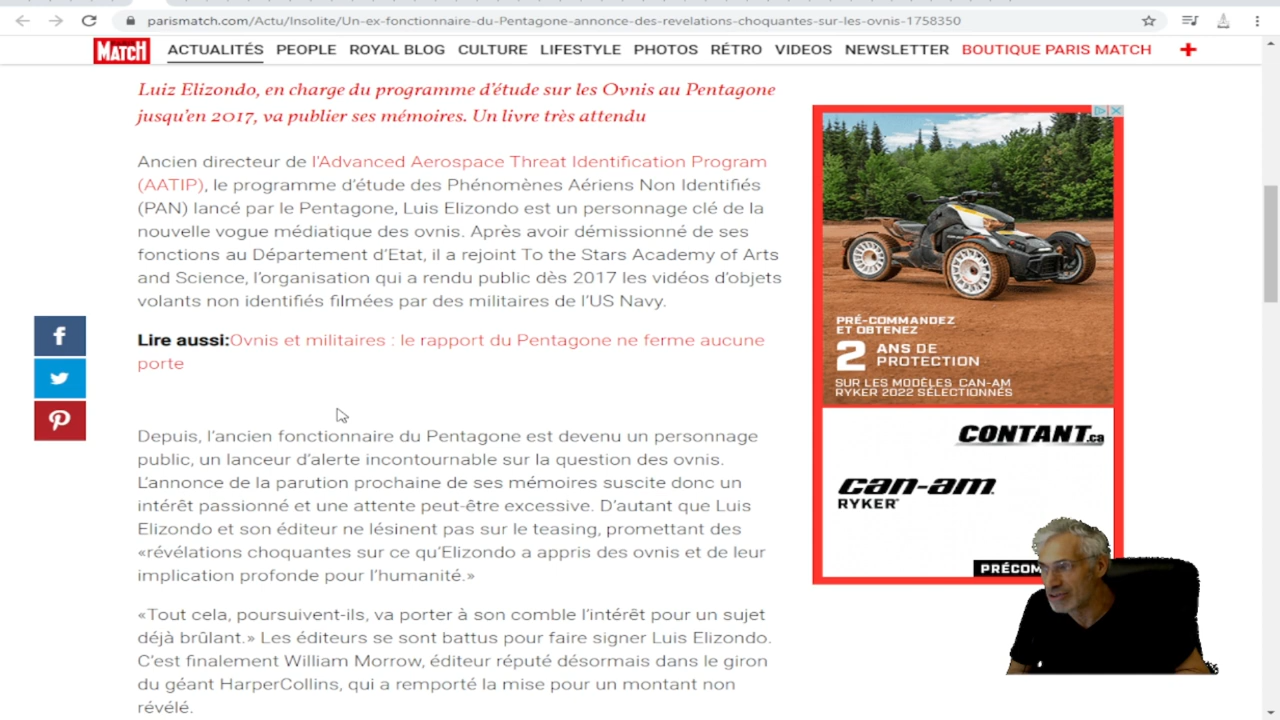 parismatch.com/Actu/Insolite/Un-ex-fonctionnaire-du-Pentagone-annonce-des-revelations-choquantes-sur-les-ovnis-1758350
PARIS MATCH
ACTUALITÉS PEOPLE ROYAL BLOG CULTURE LIFESTYLE PHOTOS RÉTRO VIDEOS NEWSLETTER BOUTIQUE PARIS MATCH
Luiz Elizondo, en charge du programme d'étude sur les Ovnis au Pentagone
jusqu'en 2017, va publier ses mémoires. Un livre très attendu
Ancien directeur de l'Advanced Aerospace Threat Identification Program
(AATIP), le programme d'étude des Phénomènes Aériens Non Identifiés
(PAN) lancé par le Pentagone, Luis Elizondo est un personnage clé de la
nouvelle vogue médiatique des ovnis. Après avoir démissionné de ses
fonctions au Département d'Etat, il a rejoint To the Stars Academy of Arts
and Science, l'organisation qui a rendu public dès 2017 les vidéos d'objets
volants non identifiés filmées par des militaires de l'US Navy.
Lire aussi:Ovnis et militaires : le rapport du Pentagone ne ferme aucune
porte
Depuis, l'ancien fonctionnaire du Pentagone est devenu un personnage
public, un lanceur d'alerte incontournable sur la question des ovnis.
L'annonce de la parution prochaine de ses mémoires suscite donc un
intérêt passionné et une attente peut-être excessive. D'autant que Luis
Elizondo et son éditeur ne lésinent pas sur le teasing, promettant des
«révélations choquantes sur ce qu'Elizondo a appris des ovnis et de leur
implication profonde pour l'humanité.»
«Tout cela, poursuivent-ils, va porter à son comble l'intérêt pour un sujet
déjà brûlant.» Les éditeurs se sont battus pour faire signer Luis Elizondo.
C'est finalement William Morrow, éditeur réputé désormais dans le giron
du géant HarperCollins, qui a remporté la mise pour un montant non
révélé.
PRÉ-COMMANDEZ
ET OBTENEZ
2 ANS DE
PROTECTION
SUR LES MODÈLES CAN-AM
RYKER 2022 SÉLECTIONNÉS
CONTANT.ca
can-am
RYKER
PRÉCOM